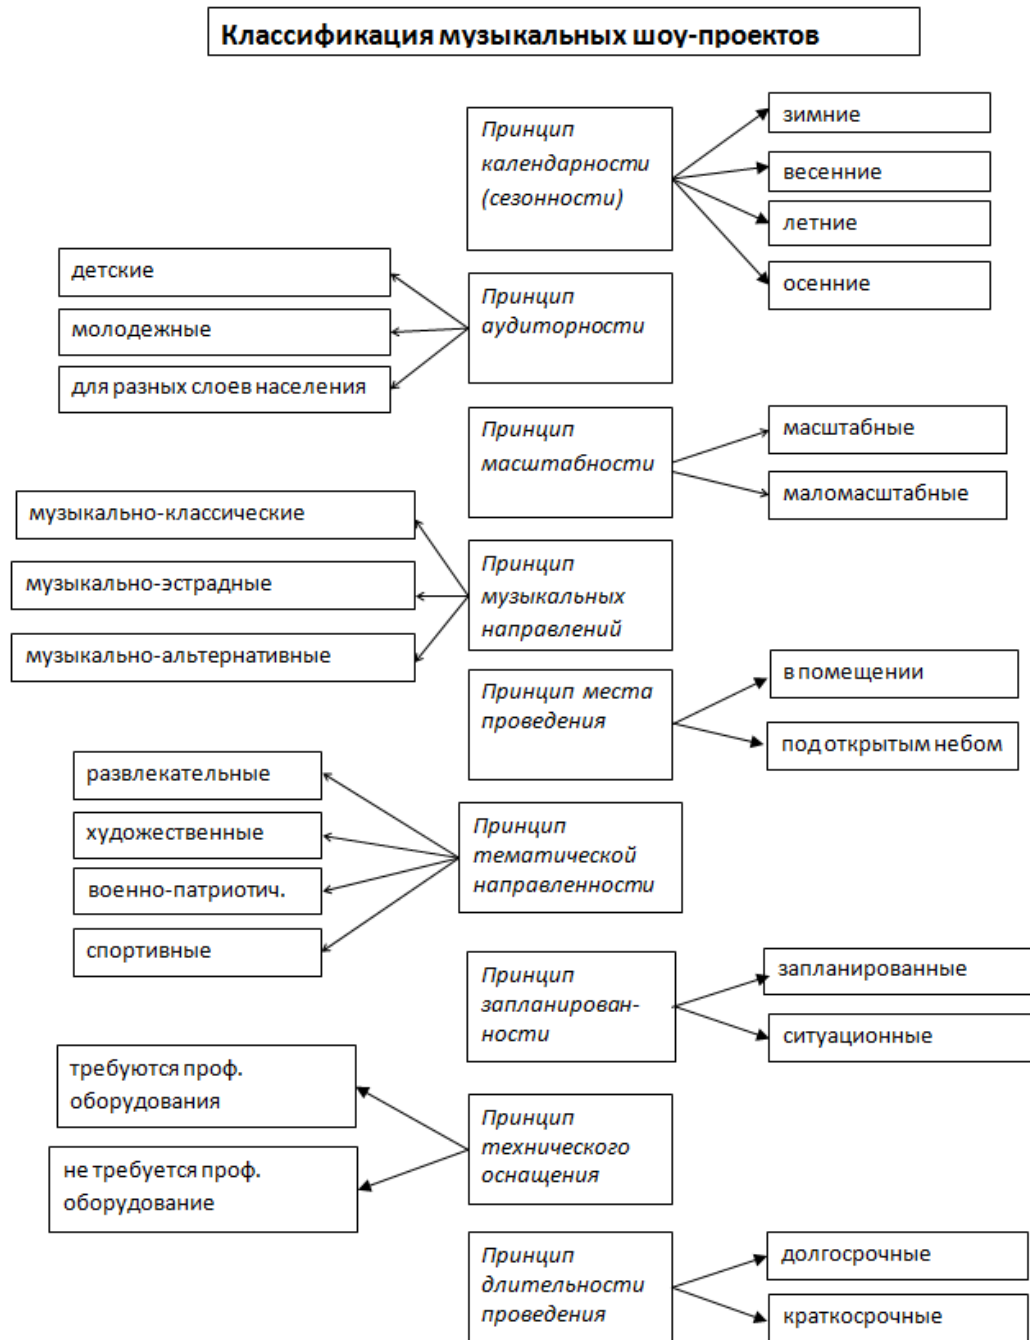 Классификация музыкальных шоу-проектов
Принцип
календарности
(сезонности)
зимние
весенние
летние
осенние
Принцип
аудиторности
детские
молодежные
для разных слоев населения
Принцип
масштабности
масштабные
маломасштабные
Принцип
музыкальных
направлений
музыкально-классические
музыкально-эстрадные
музыкально-альтернативные
Принцип места
проведения
в помещении
под открытым небом
Принцип
тематической
направленности
развлекательные
художественные
военно-патриотич.
спортивные
Принцип
запланирован-
ности
запланированные
ситуационные
Принцип
технического
оснащения
требуются проф.
оборудования
не требуется проф.
оборудование
Принцип
длительности
проведения
долгосрочные
краткосрочные